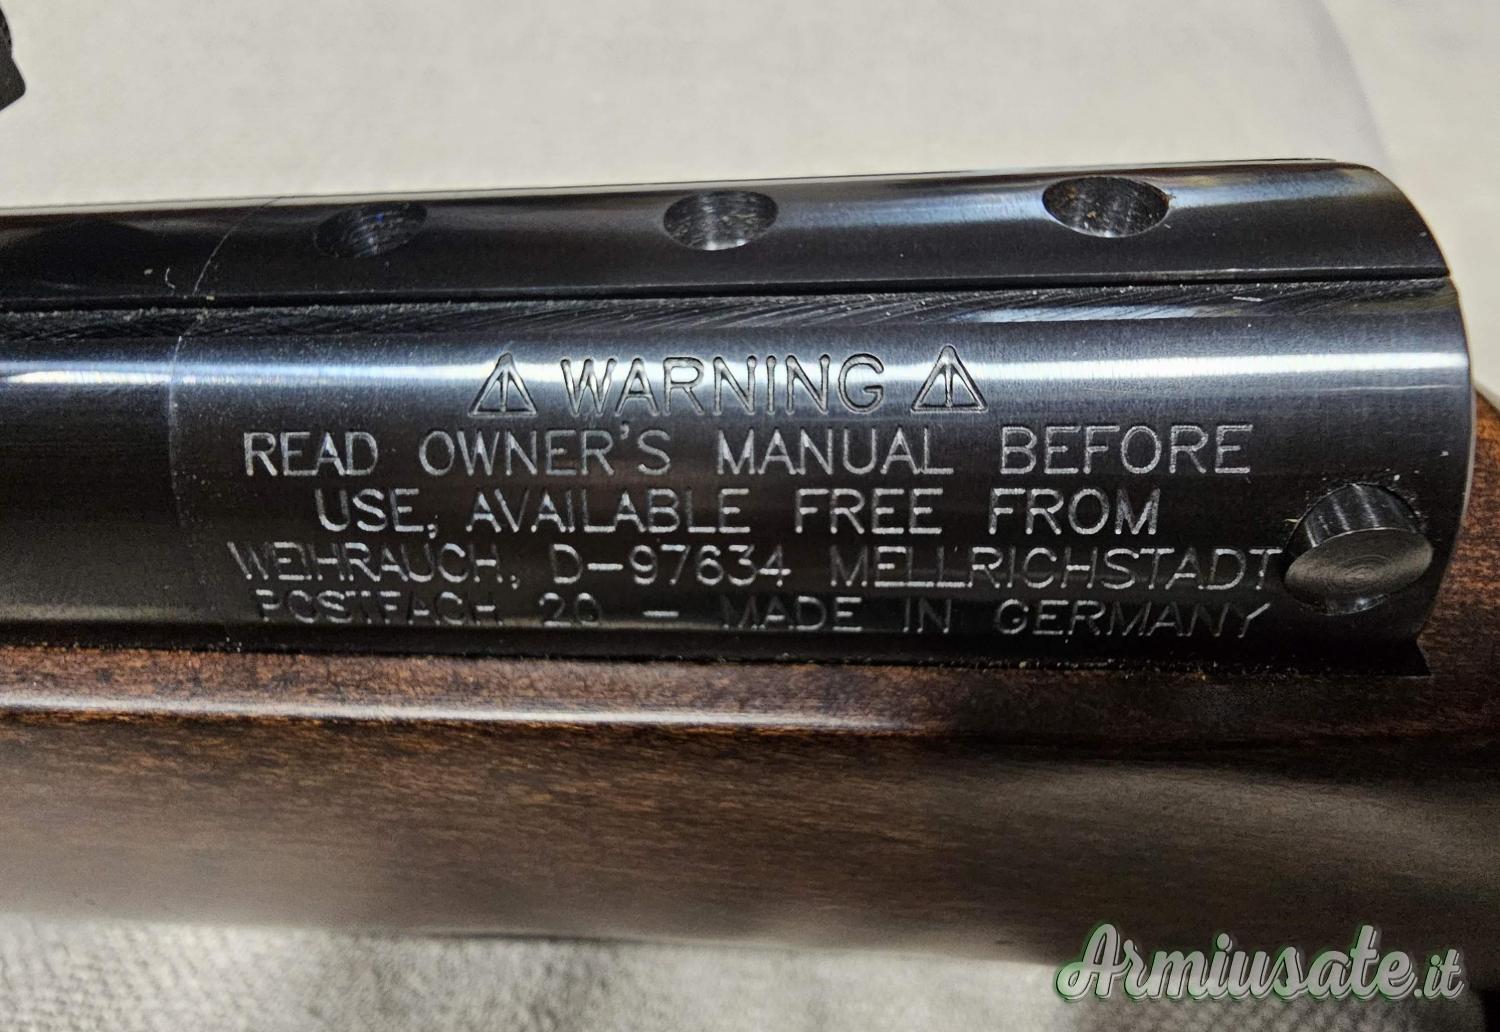 ⚠ WARNING ⚠
READ OWNER'S MANUAL BEFORE
USE, AVAILABLE FREE FROM
WEIHRAUCH, D-97634 MELLRICHSTADT
POSTFACH 20 - MADE IN GERMANY
Armiusate.it